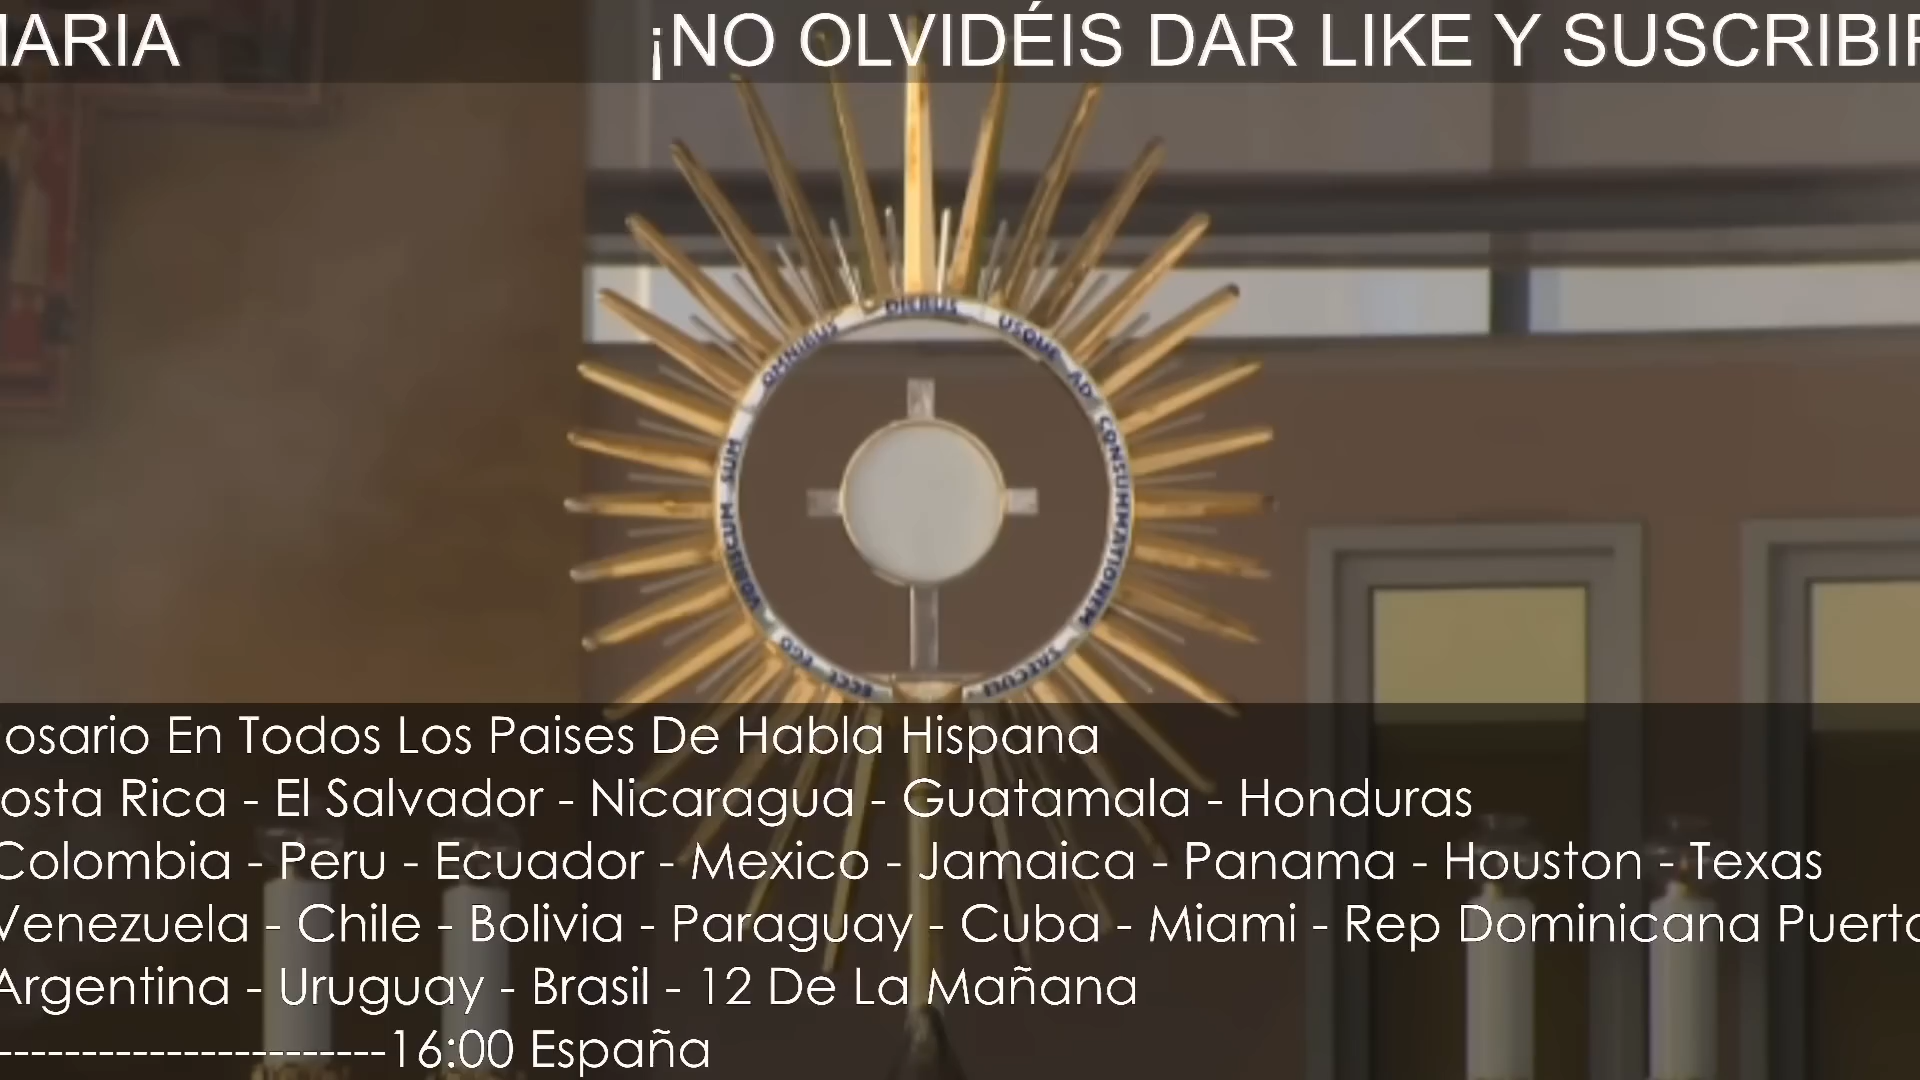 MARIA ¡NO OLVIDÉIS DAR LIKE Y SUSCRIBIR
ECCE EGO VOBISCUM SUM OMNIBUS DIEBUS USQUE AD CONSUMMATIONEM SAECULI
osario En Todos Los Paises De Habla Hispana
osta Rica - El Salvador - Nicaragua - Guatamala - Honduras
Colombia - Peru - Ecuador - Mexico - Jamaica - Panama - Houston - Texas
Venezuela - Chile - Bolivia - Paraguay - Cuba - Miami - Rep Dominicana Puerto
Argentina - Uruguay - Brasil - 12 De La Mañana
-----------------------16:00 España